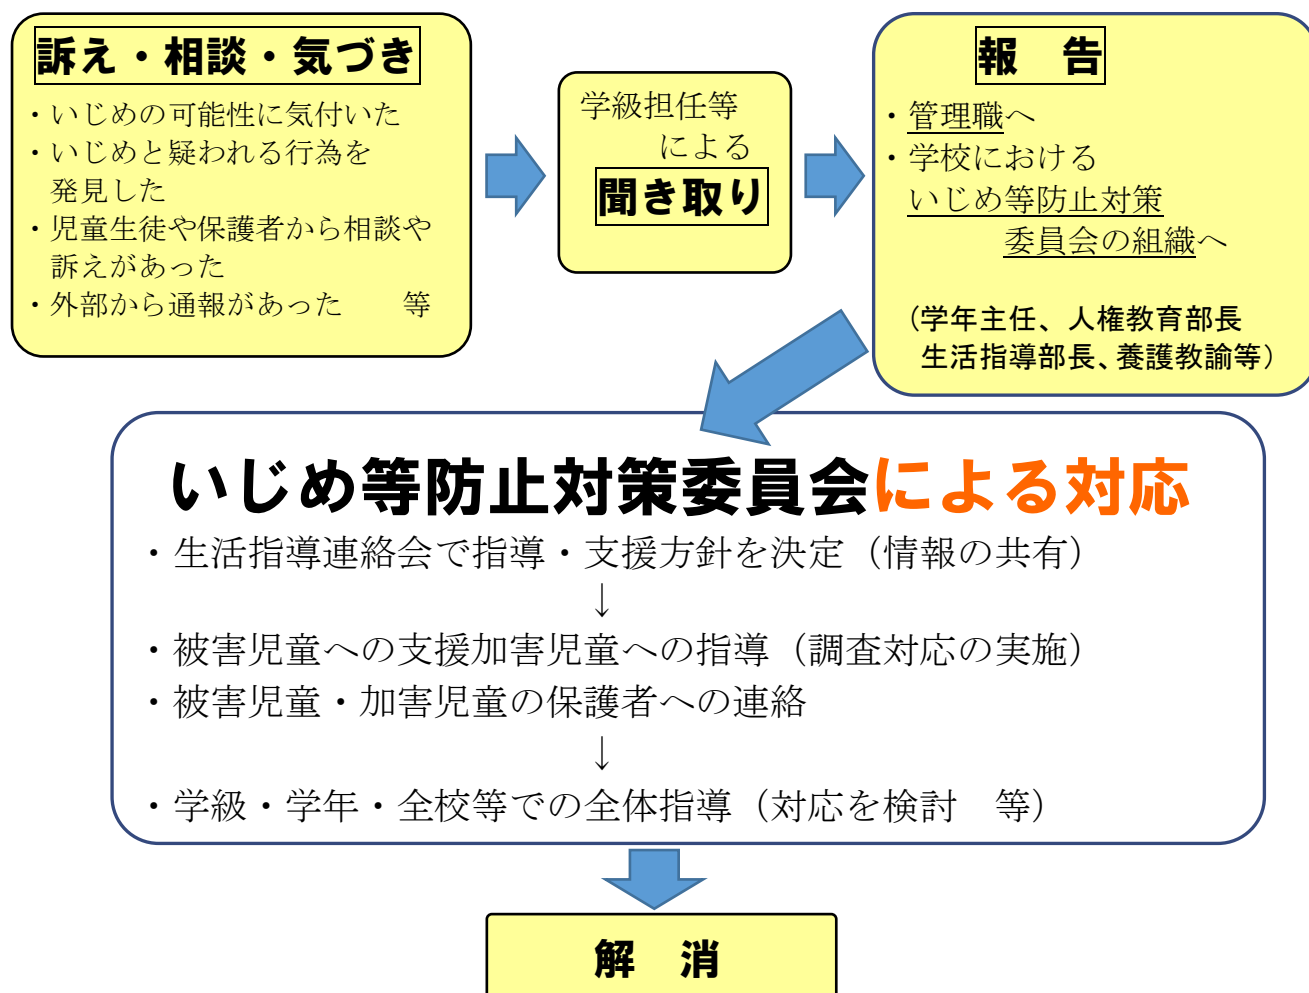 訴え・相談・気づき
・いじめの可能性に気付いた
・いじめと疑われる行為を
発見した
・児童生徒や保護者から相談や
訴えがあった
・外部から通報があった　　等
学級担任等
による
聞き取り
報　告
・管理職へ
・学校における
いじめ等防止対策
委員会の組織へ
（学年主任、人権教育部長
生活指導部長、養護教諭等）
いじめ等防止対策委員会による対応
・生活指導連絡会で指導・支援方針を決定（情報の共有）
↓
・被害児童への支援加害児童への指導（調査対応の実施）
・被害児童・加害児童の保護者への連絡
↓
・学級・学年・全校等での全体指導（対応を検討　等）
解　消